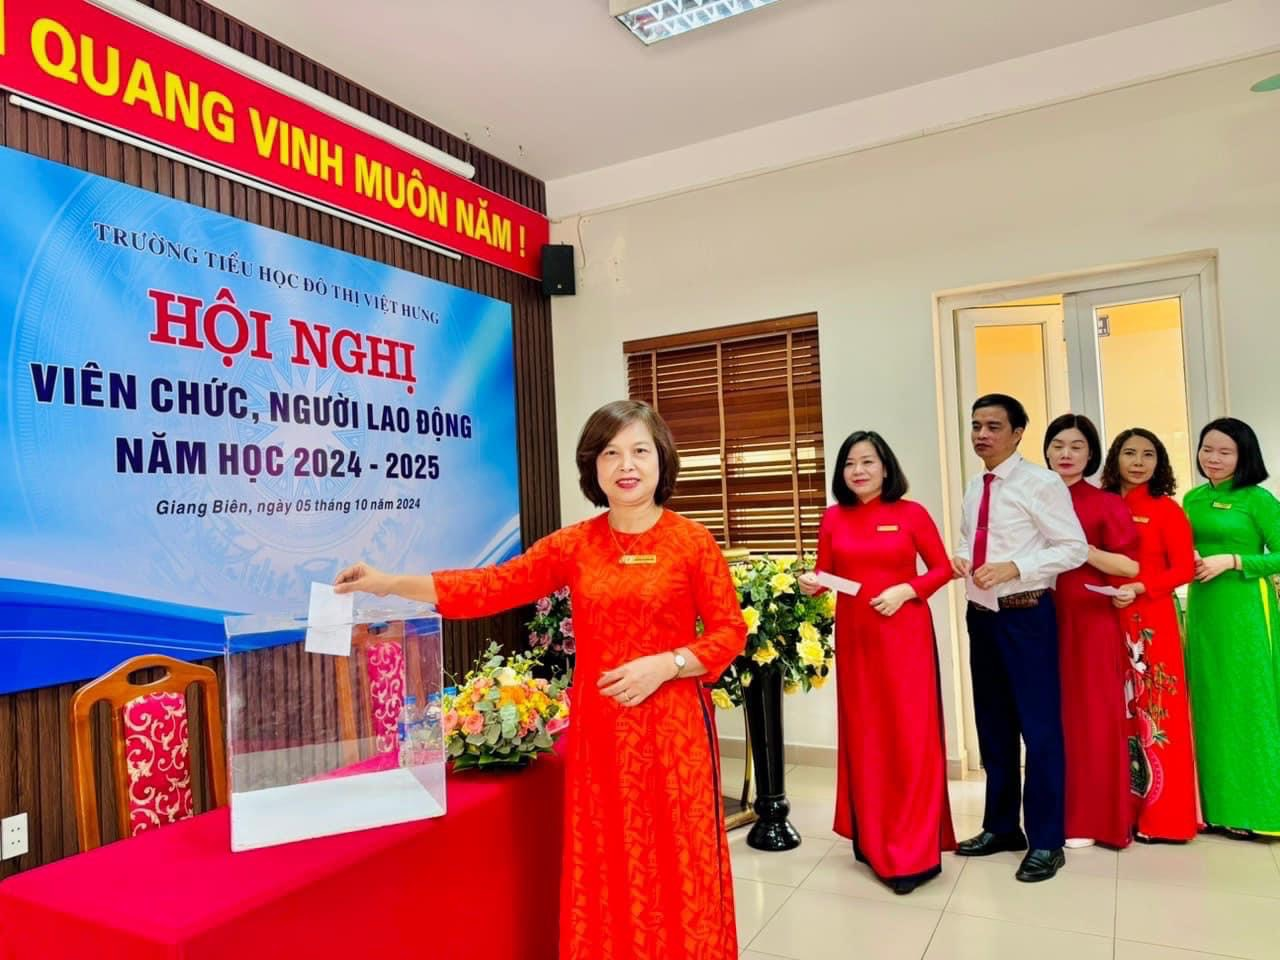 QUANG VINH MUÔN NĂM !
TRƯỜNG TIỂU HỌC ĐÔ THỊ VIỆT HƯNG
HỘI NGHỊ
VIÊN CHỨC, NGƯỜI LAO ĐỘNG
NĂM HỌC 2024 - 2025
Giang Biên, ngày 05 tháng 10 năm 2024